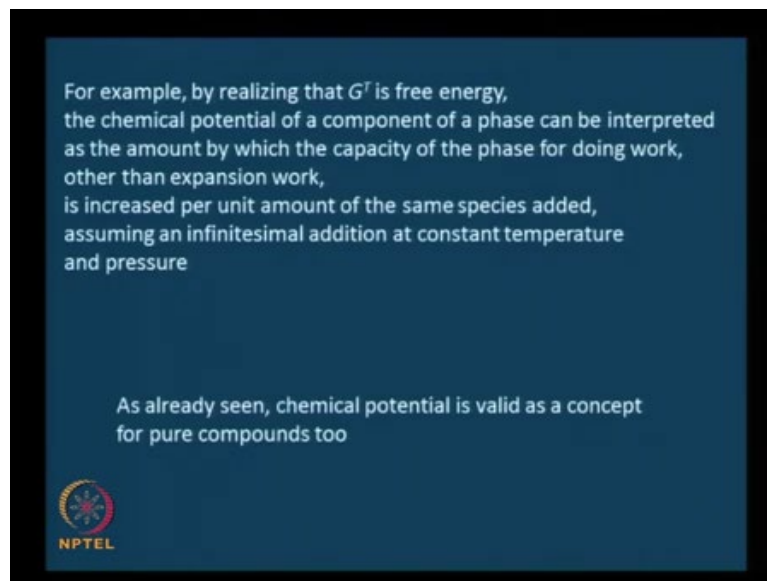 For example, by realizing that Gᵀ is free energy,
the chemical potential of a component of a phase can be interpreted
as the amount by which the capacity of the phase for doing work,
other than expansion work,
is increased per unit amount of the same species added,
assuming an infinitesimal addition at constant temperature
and pressure
As already seen, chemical potential is valid as a concept
for pure compounds too
NPTEL